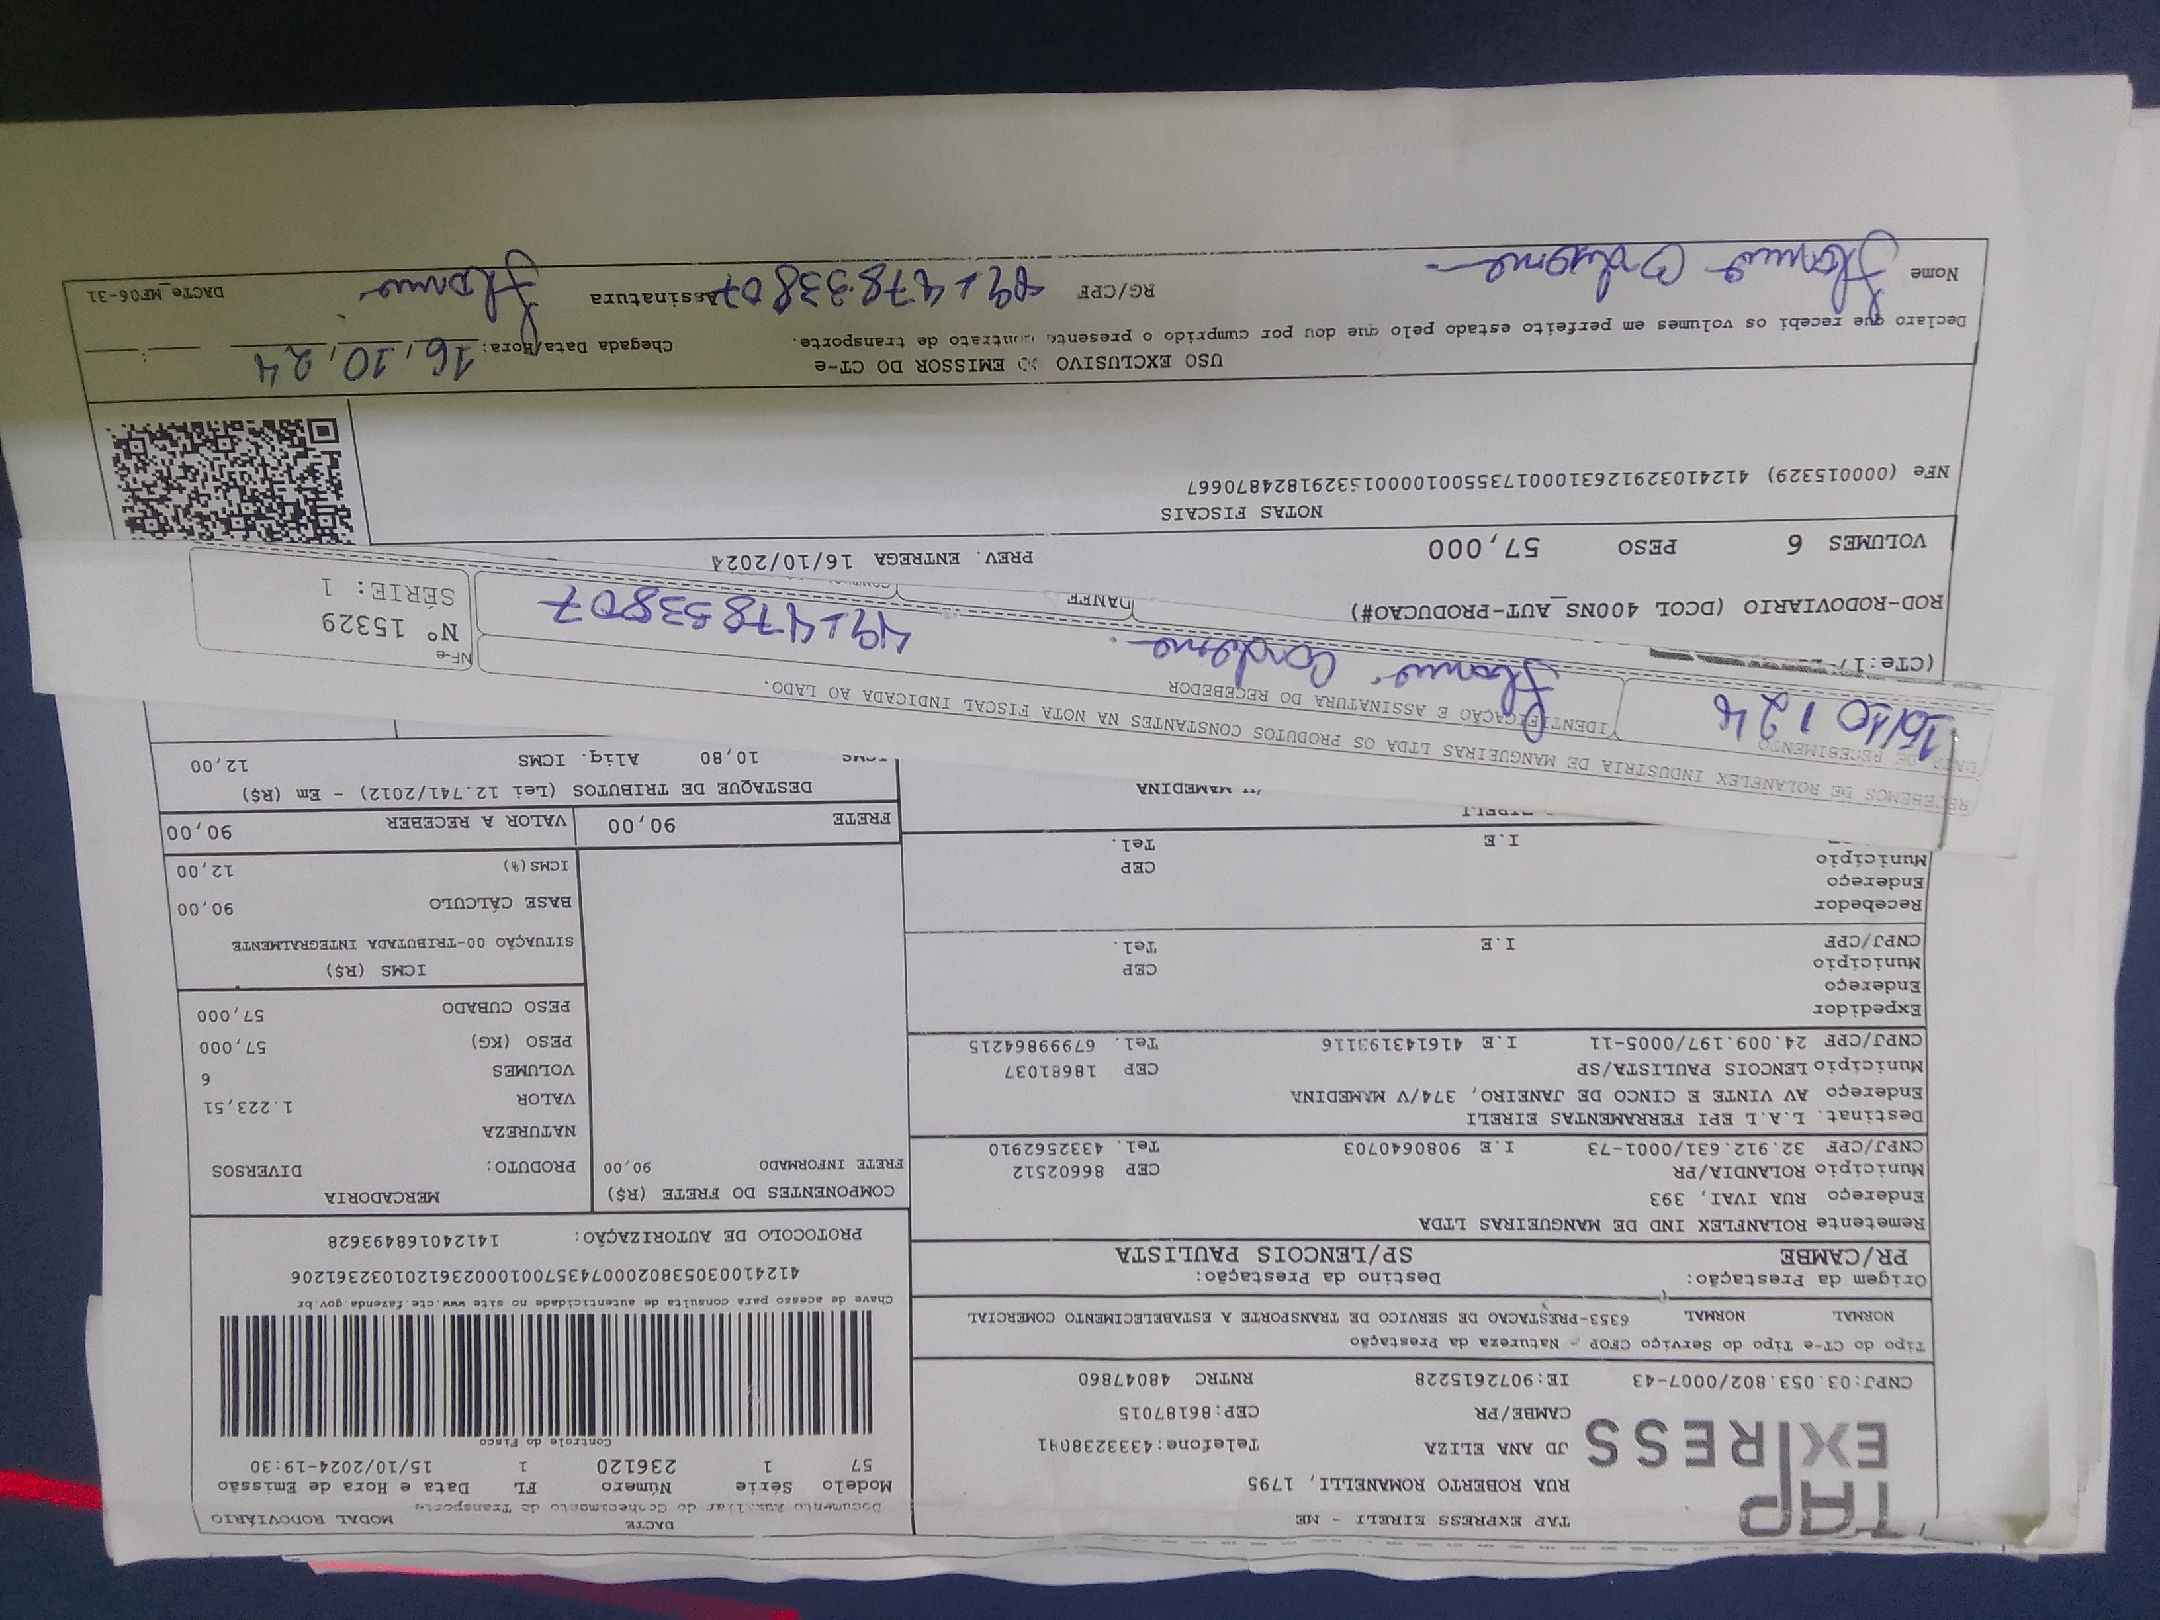 TAP
EXPRESS
TAP EXPRESS EIRELI - ME
RUA ROBERTO ROMANELLI, 1795
JD ANA ELIZA Telefone:4333238041
CAMBE/PR CEP:86187015
CNPJ:03.053.802/0007-43 IE:9072615228 RNTRC 48047860
DACTE MODAL RODOVIÁRIO
Documento Auxiliar do Conhecimento de Transporte
Modelo Série Número FL Data e Hora de Emissão
57 1 236120 1 15/10/2024-19:30
Controle do Fisco
Chave de acesso para consulta de autenticidade no site www.cte.fazenda.gov.br
41241003053802000743570010002361201032361206
PROTOCOLO DE AUTORIZAÇÃO: 141240168493628
Tipo do CT-e Tipo do Serviço CFOP - Natureza da Prestação
NORMAL NORMAL 6353-PRESTACAO DE SERVICO DE TRANSPORTE A ESTABELECIMENTO COMERCIAL
Origem da Prestação: Destino da Prestação:
PR/CAMBE SP/LENCOIS PAULISTA
Remetente ROLANFLEX IND DE MANGUEIRAS LTDA
Endereço RUA IVAI, 393
Município ROLANDIA/PR CEP 86602512
CNPJ/CPF 32.912.631/0001-73 I.E 9080640703 Tel. 4332562910
Destinat. L.A.L EPI FERRAMENTAS EIRELI
Endereço AV VINTE E CINCO DE JANEIRO, 374/V MAMEDINA
Município LENCOIS PAULISTA/SP CEP 18681037
CNPJ/CPF 24.009.197/0005-11 I.E 416143193116 Tel. 67999864215
Expedidor
Endereço
Município CEP
CNPJ/CPF I.E Tel.
Recebedor
Endereço
Município CEP
I.E Tel.
EIRELI
MAMEDINA
COMPONENTES DO FRETE (R$)
FRETE INFORMADO 90,00
MERCADORIA
PRODUTO: DIVERSOS
NATUREZA
VALOR 1.223,51
VOLUMES 6
PESO (KG) 57,000
PESO CUBADO 57,000
ICMS (R$)
SITUAÇÃO 00-TRIBUTADA INTEGRALMENTE
BASE CÁLCULO 90,00
ICMS(%) 12,00
FRETE 90,00 VALOR A RECEBER 90,00
DESTAQUE DE TRIBUTOS (Lei 12.741/2012) - Em (R$)
ICMS 10,80 Aliq. ICMS 12,00
RECEBEMOS DE ROLANFLEX INDUSTRIA DE MANGUEIRAS LTDA OS PRODUTOS CONSTANTES NA NOTA FISCAL INDICADA AO LADO.
DATA DE RECEBIMENTO IDENTIFICAÇÃO E ASSINATURA DO RECEBEDOR
16/10/24
NF-e
Nº 15329
SÉRIE: 1
DANFE
(CTe:17
ROD-RODOVIARIO (DCOL 400NS_AUT-PRODUCAO#)
VOLUMES 6 PESO 57,000 PREV. ENTREGA 16/10/2024
NOTAS FISCAIS
NFe (000015329) 41241032912631000173550010000153291824870667
USO EXCLUSIVO DO EMISSOR DO CT-e
Declaro que recebi os volumes em perfeito estado pelo que dou por cumprido o presente contrato de transporte. Chegada Data/Hora: 16, 10, 24
Nome RG/CPF Assinatura DACTe_MF06-31